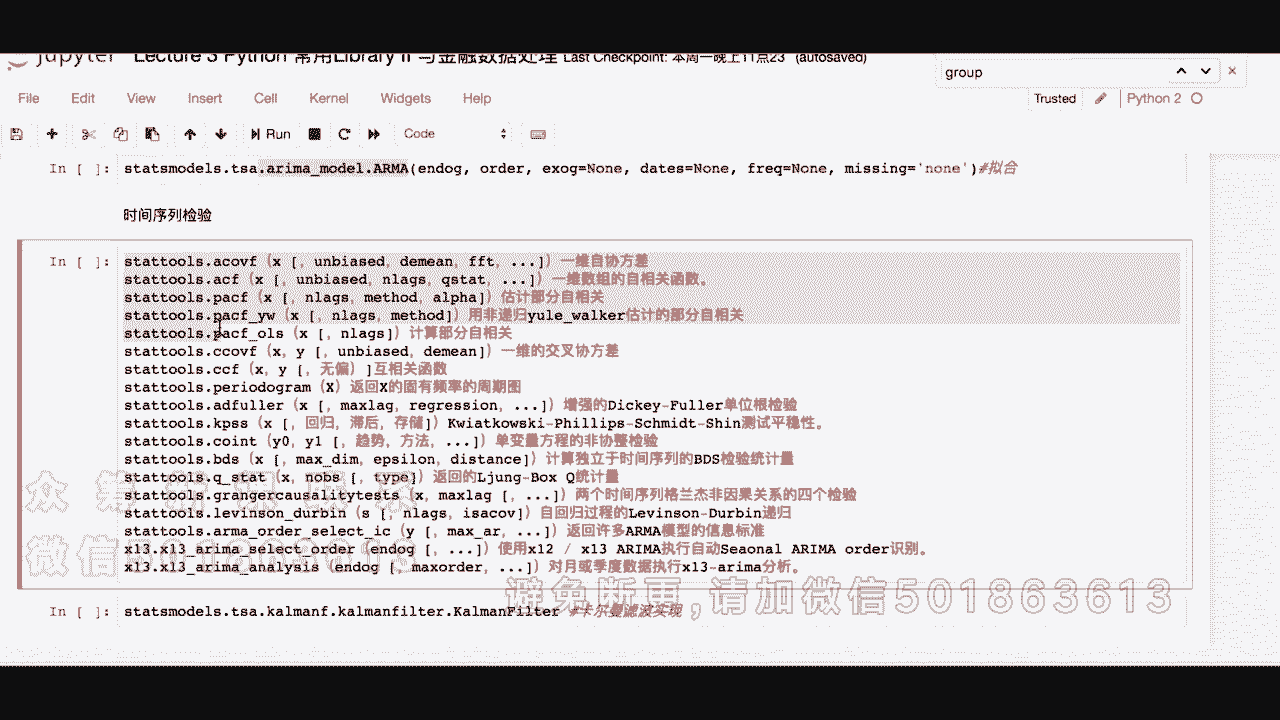 jupyter Lecture 3 Python 常用Library II 与金融数据处理 Last Checkpoint: 本周一晚上11点23 (autosaved)
group
File Edit View Insert Cell Kernel Widgets Help
Trusted Python 2
Run Code
In [ ]: statsmodels.tsa.arima_model.ARMA(endog, order, exog=None, dates=None, freq=None, missing='none')#拟合
时间序列检验
In [ ]: stattools.acovf (x [, unbiased, demean, fft, ...]) 一维自协方差
stattools.acf (x [, unbiased, nlags, qstat, ...]) 一维数组的自相关函数。
stattools.pacf (x [, nlags, method, alpha]) 估计部分自相关
stattools.pacf_yw (x [, nlags, method]) 用非递归yule_walker估计的部分自相关
stattools.pacf_ols (x [, nlags]) 计算部分自相关
stattools.ccovf (x, y [, unbiased, demean]) 一维的交叉协方差
stattools.ccf (x, y [, 无偏) ]互相关函数
stattools.periodogram (X) 返回X的固有频率的周期图
stattools.adfuller (x [, maxlag, regression, ...]) 增强的Dickey-Fuller单位根检验
stattools.kpss (x [, 回归, 滞后, 存储]) Kwiatkowski-Phillips-Schmidt-Shin测试平稳性。
stattools.coint (y0, y1 [, 趋势, 方法, ...]) 单变量方程的非协整检验
stattools.bds (x [, max_dim, epsilon, distance]) 计算独立于时间序列的BDS检验统计量
stattools.q_stat (x, nobs [, type]) 返回的Ljung-Box Q统计量
stattools.grangercausalitytests (x, maxlag [, ...]) 两个时间序列格兰杰非因果关系的四个检验
stattools.levinson_durbin (s [, nlags, isacov]) 自回归过程的Levinson-Durbin递归
stattools.arma_order_select_ic (y [, max_ar, ...]) 返回许多ARMA模型的信息标准
x13.x13_arima_select_order (endog [, ...]) 使用x12 / x13 ARIMA执行自动Seaonal ARIMA order识别。
x13.x13_arima_analysis (endog [, maxorder, ...]) 对月或季度数据执行x13-arima分析。
避免断更,请加微信501863613
In [ ]: statsmodels.tsa.kalmanf.kalmanfilter.KalmanFilter #卡尔曼滤波实现